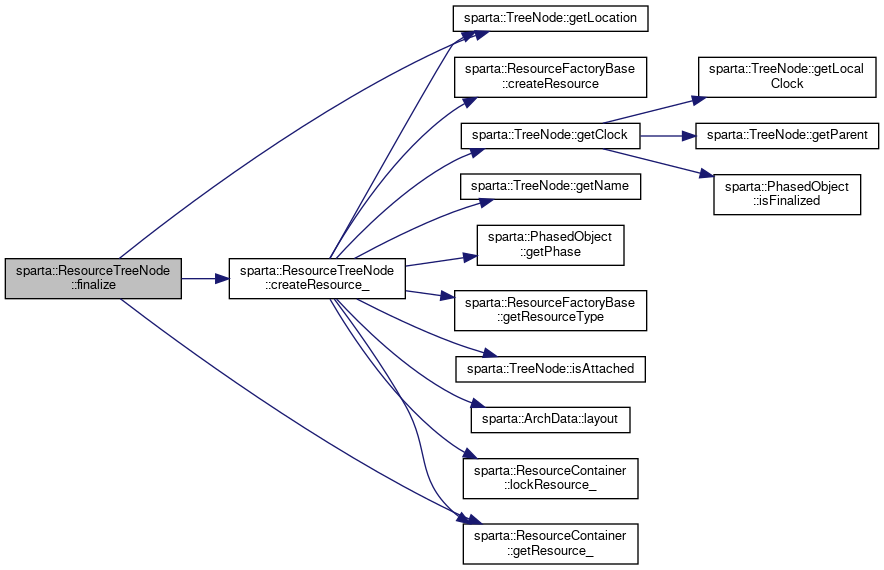 sparta::ResourceTreeNode
::finalize
sparta::ResourceTreeNode
::createResource_
sparta::TreeNode::getLocation
sparta::ResourceFactoryBase
::createResource
sparta::TreeNode::getClock
sparta::TreeNode::getName
sparta::PhasedObject
::getPhase
sparta::ResourceFactoryBase
::getResourceType
sparta::TreeNode::isAttached
sparta::ArchData::layout
sparta::ResourceContainer
::lockResource_
sparta::ResourceContainer
::getResource_
sparta::TreeNode::getLocal
Clock
sparta::TreeNode::getParent
sparta::PhasedObject
::isFinalized